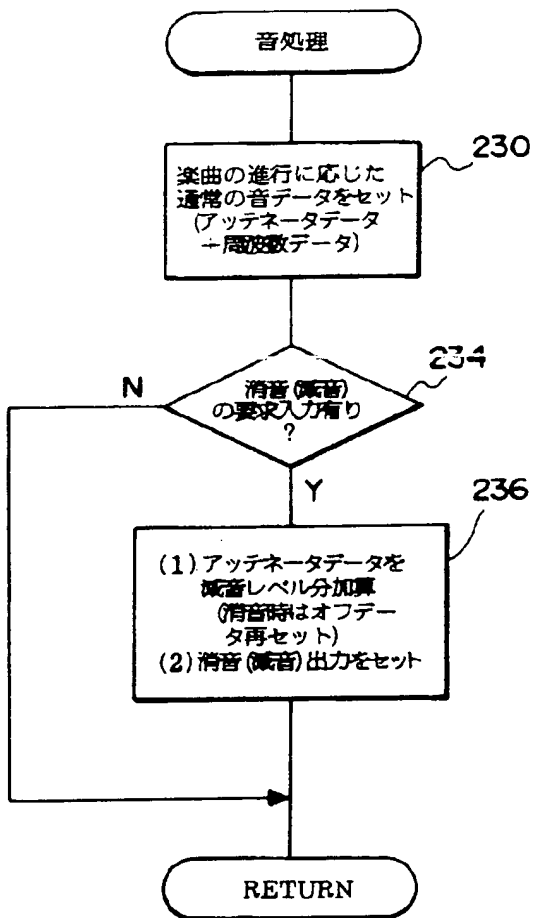 音処理
230
楽曲の進行に応じた
通常の音データをセット
(アッテネータデータ
+周波数データ)
234
N
消音(減音)
の要求入力有り
?
Y
236
(1)アッテネータデータを
減音レベル分加算
(消音時はオフデー
タ再セット)
(2)消音(減音)出力をセット
RETURN